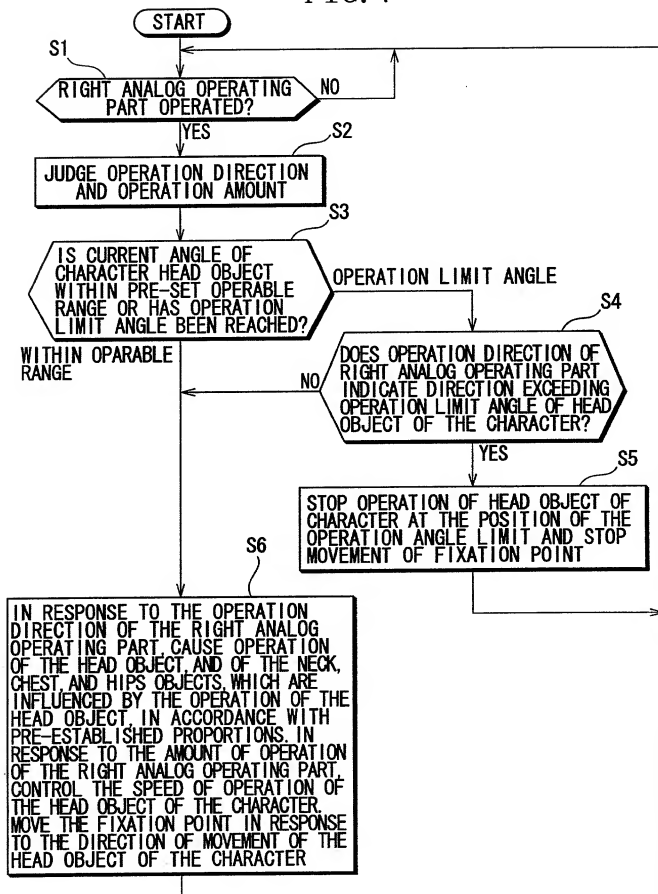 START
S1
RIGHT ANALOG OPERATING
PART OPERATED?
NO
YES
S2
JUDGE OPERATION DIRECTION
AND OPERATION AMOUNT
S3
IS CURRENT ANGLE OF
CHARACTER HEAD OBJECT
WITHIN PRE-SET OPERABLE
RANGE OR HAS OPERATION
LIMIT ANGLE BEEN REACHED?
OPERATION LIMIT ANGLE
WITHIN OPARABLE
RANGE
S4
DOES OPERATION DIRECTION OF
RIGHT ANALOG OPERATING PART
INDICATE DIRECTION EXCEEDING
OPERATION LIMIT ANGLE OF HEAD
OBJECT OF THE CHARACTER?
NO
YES
S5
STOP OPERATION OF HEAD OBJECT OF
CHARACTER AT THE POSITION OF THE
OPERATION ANGLE LIMIT AND STOP
MOVEMENT OF FIXATION POINT
S6
IN RESPONSE TO THE OPERATION
DIRECTION OF THE RIGHT ANALOG
OPERATING PART, CAUSE OPERATION
OF THE HEAD OBJECT, AND OF THE NECK,
CHEST, AND HIPS OBJECTS, WHICH ARE
INFLUENCED BY THE OPERATION OF THE
HEAD OBJECT, IN ACCORDANCE WITH
PRE-ESTABLISHED PROPORTIONS. IN
RESPONSE TO THE AMOUNT OF OPERATION
OF THE RIGHT ANALOG OPERATING PART,
CONTROL THE SPEED OF OPERATION OF
THE HEAD OBJECT OF THE CHARACTER.
MOVE THE FIXATION POINT IN RESPONSE
TO THE DIRECTION OF MOVEMENT OF THE
HEAD OBJECT OF THE CHARACTER